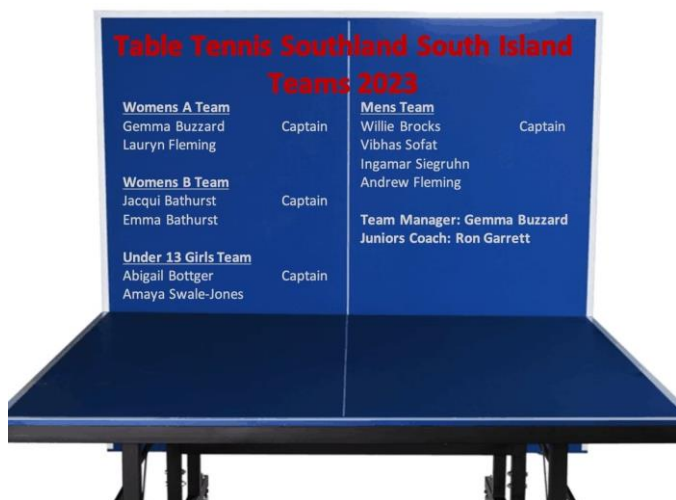 Table Tennis Southland South Island
Teams 2023
Womens A Team
Gemma Buzzard Captain
Lauryn Fleming
Womens B Team
Jacqui Bathurst Captain
Emma Bathurst
Under 13 Girls Team
Abigail Bottger Captain
Amaya Swale-Jones
Mens Team
Willie Brocks Captain
Vibhas Sofat
Ingamar Siegruhn
Andrew Fleming
Team Manager: Gemma Buzzard
Juniors Coach: Ron Garrett